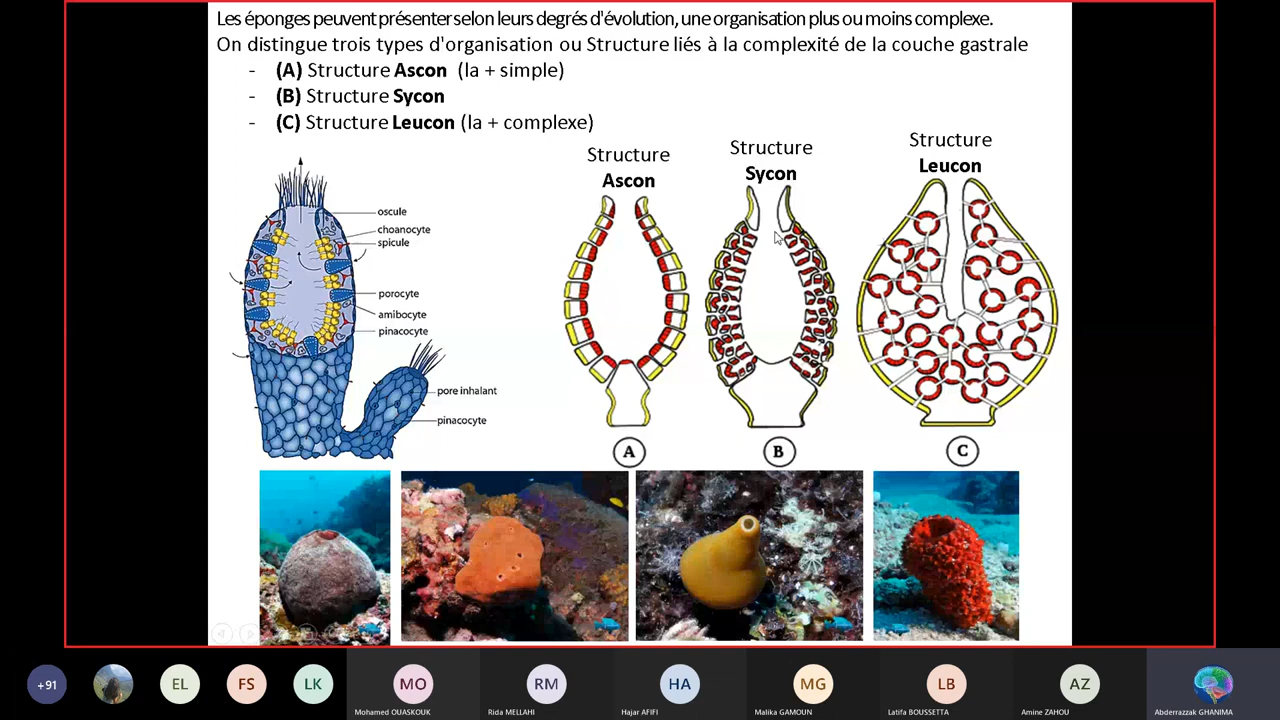 Les éponges peuvent présenter selon leurs degrés d'évolution, une organisation plus ou moins complexe.
On distingue trois types d'organisation ou Structure liés à la complexité de la couche gastrale
- (A) Structure Ascon (la + simple)
- (B) Structure Sycon
- (C) Structure Leucon (la + complexe)
Structure
Ascon
Structure
Sycon
Structure
Leucon
oscule
choanocyte
spicule
porocyte
amibocyte
pinacocyte
pore inhalant
pinacocyte
A
B
C
+91
EL
FS
LK
MO
RM
HA
MG
LB
AZ
Mohamed OUASKOUK
Rida MELLAHI
Hajar AFIFI
Malika GAMOUN
Latifa BOUSSETTA
Amine ZAHOU
Abderrazzak GHANIMA